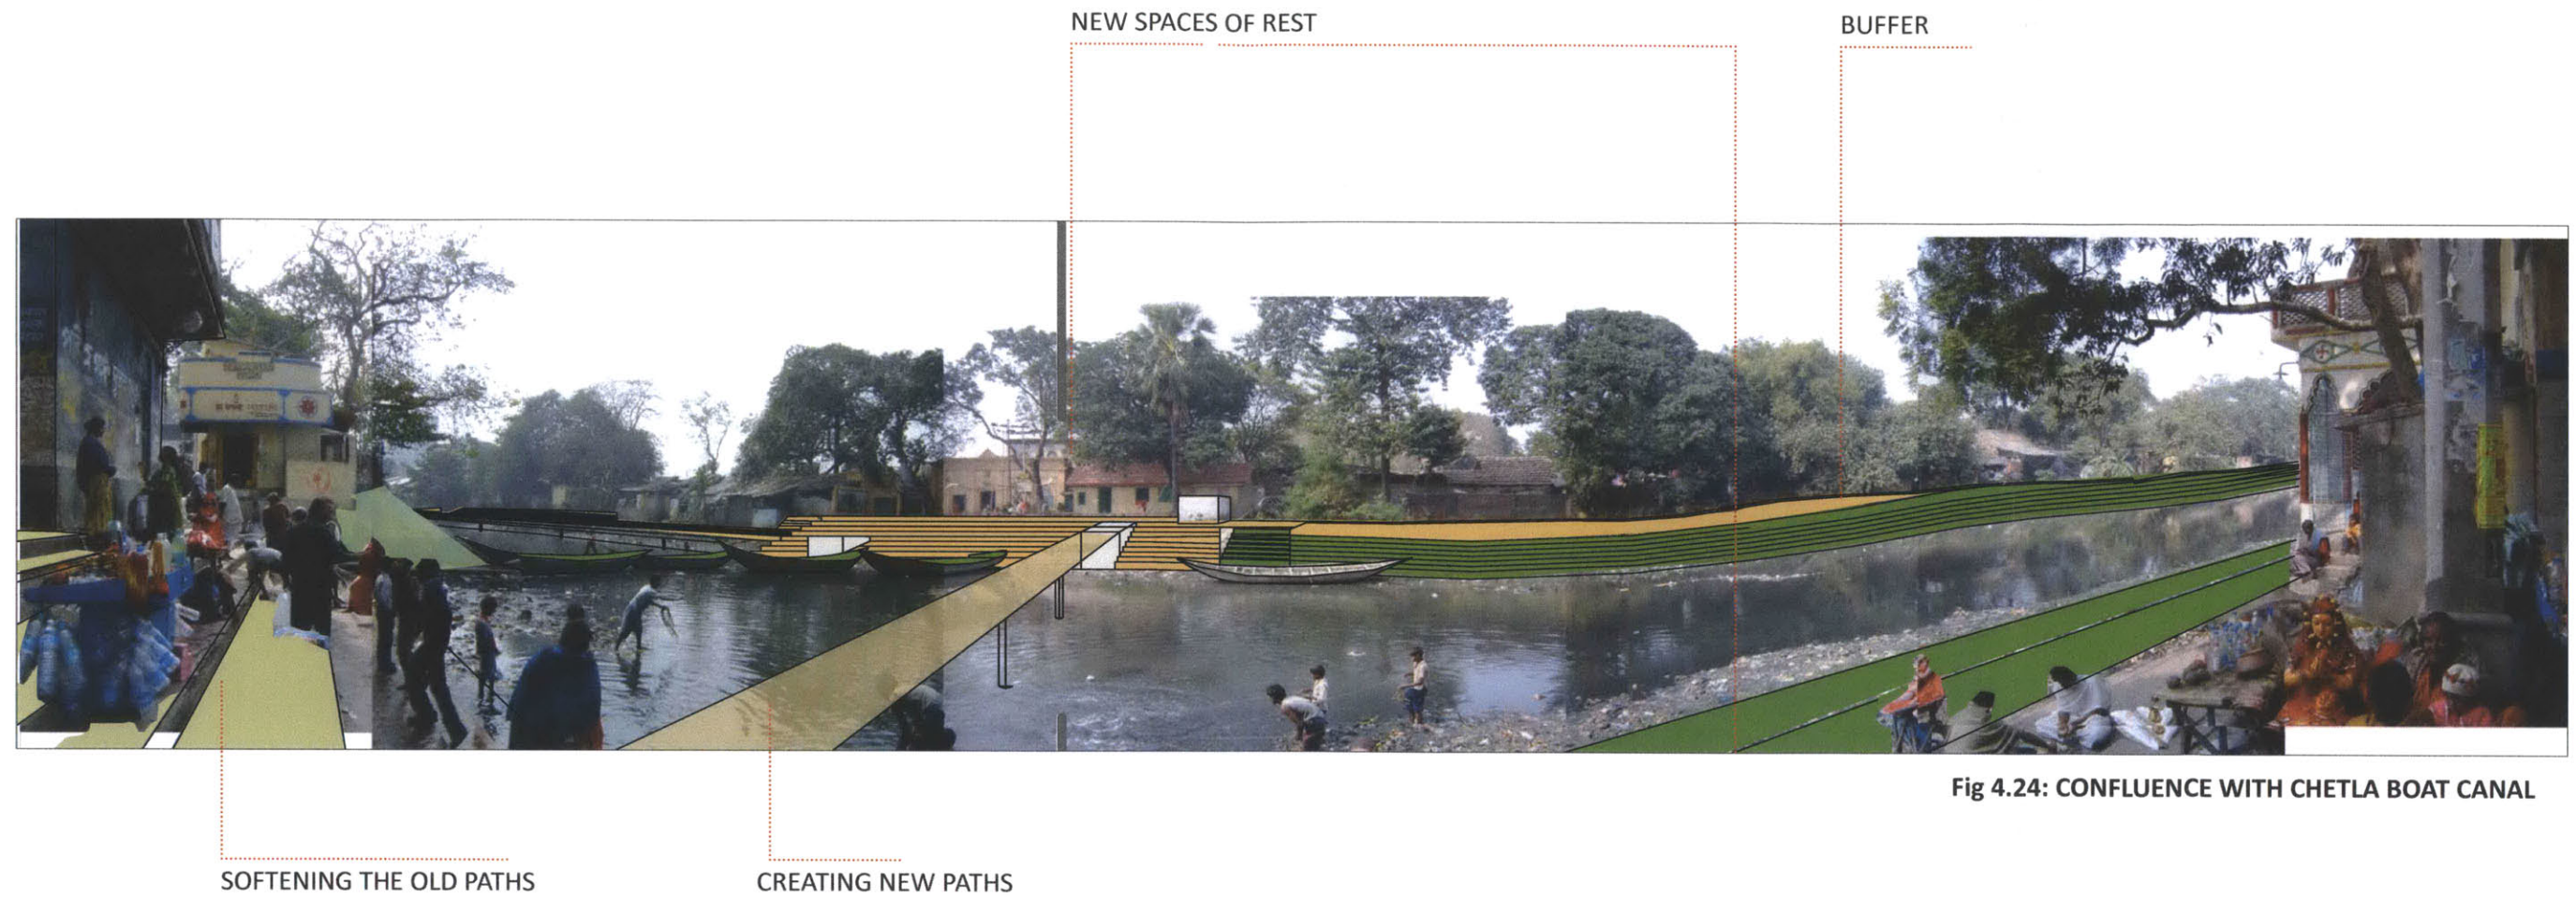 NEW SPACES OF REST
BUFFER
Fig 4.24: CONFLUENCE WITH CHETLA BOAT CANAL
SOFTENING THE OLD PATHS
CREATING NEW PATHS